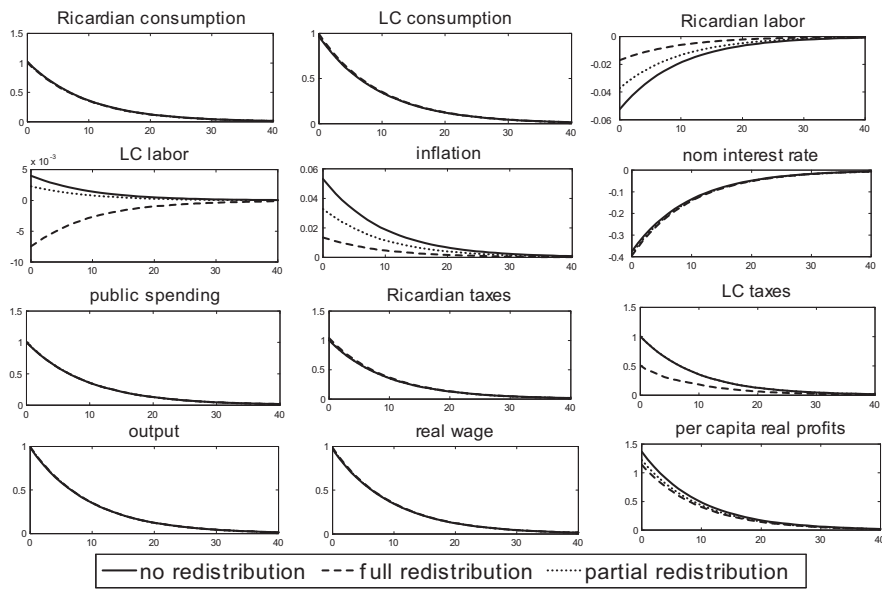 Ricardian consumption
1.5
1
0.5
0
0 10 20 30 40
LC consumption
1
0.5
0
0 10 20 30 40
Ricardian labor
0
-0.02
-0.04
-0.06
0 10 20 30 40
LC labor
x 10⁻³
5
0
-5
-10
0 10 20 30 40
inflation
0.06
0.04
0.02
0
0 10 20 30 40
nom interest rate
0
-0.1
-0.2
-0.3
-0.4
0 10 20 30 40
public spending
1.5
1
0.5
0
0 10 20 30 40
Ricardian taxes
1.5
1
0.5
0
0 10 20 30 40
LC taxes
1.5
1
0.5
0
0 10 20 30 40
output
1
0.5
0
0 10 20 30 40
real wage
1
0.5
0
0 10 20 30 40
per capita real profits
1.5
1
0.5
0
0 10 20 30 40
no redistribution full redistribution partial redistribution